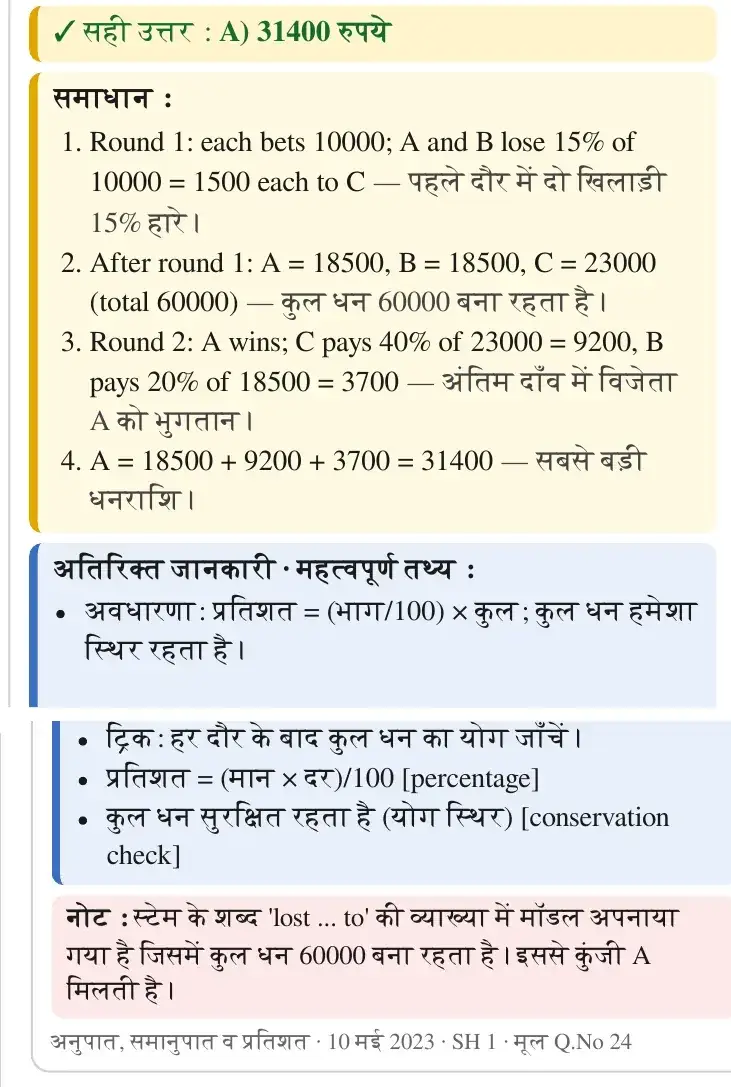 ✓ सही उत्तर : A) 31400 रुपये
समाधान :
1. Round 1: each bets 10000; A and B lose 15% of
10000 = 1500 each to C — पहले दौर में दो खिलाड़ी
15% हारे।
2. After round 1: A = 18500, B = 18500, C = 23000
(total 60000) — कुल धन 60000 बना रहता है।
3. Round 2: A wins; C pays 40% of 23000 = 9200, B
pays 20% of 18500 = 3700 — अंतिम दाँव में विजेता
A को भुगतान।
4. A = 18500 + 9200 + 3700 = 31400 — सबसे बड़ी
धनराशि।
अतिरिक्त जानकारी · महत्वपूर्ण तथ्य :
• अवधारणा : प्रतिशत = (भाग/100) × कुल ; कुल धन हमेशा
स्थिर रहता है।
• ट्रिक : हर दौर के बाद कुल धन का योग जाँचें।
• प्रतिशत = (मान × दर)/100 [percentage]
• कुल धन सुरक्षित रहता है (योग स्थिर) [conservation
check]
नोट : स्टेम के शब्द 'lost ... to' की व्याख्या में मॉडल अपनाया
गया है जिसमें कुल धन 60000 बना रहता है। इससे कुंजी A
मिलती है।
अनुपात, समानुपात व प्रतिशत · 10 मई 2023 · SH 1 · मूल Q.No 24